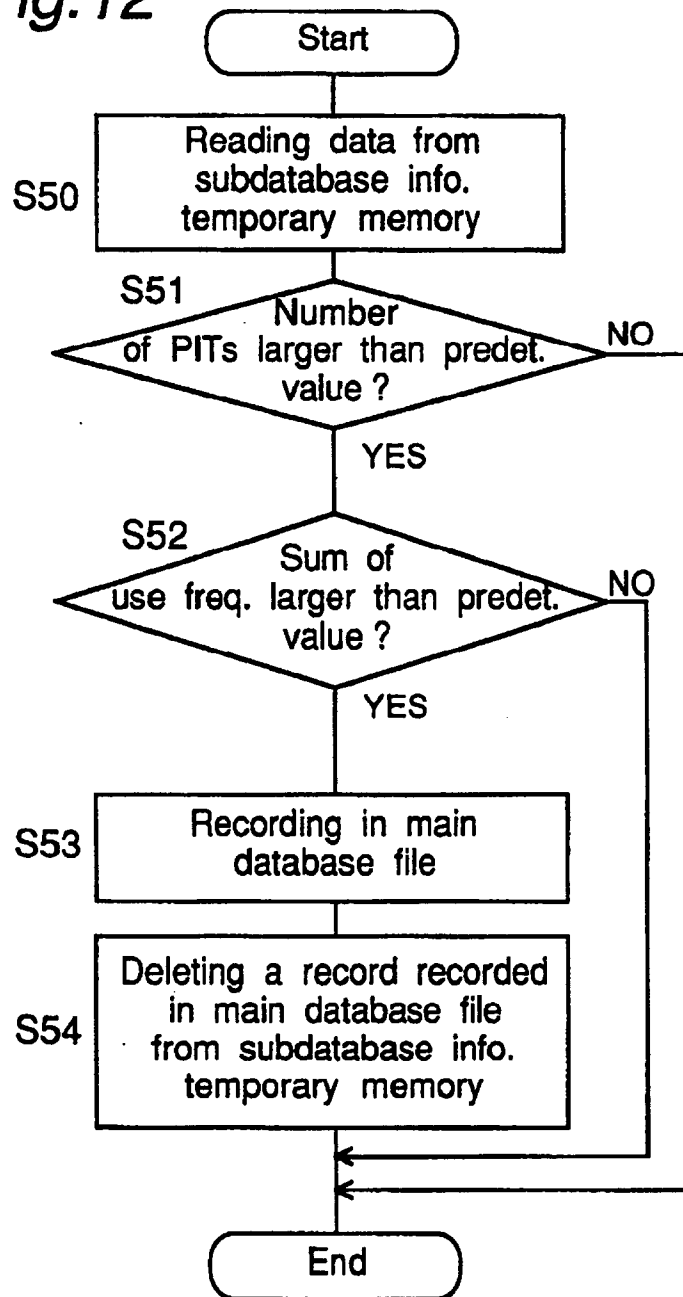 ig. 12
Start
S50
Reading data from
subdatabase info.
temporary memory
S51
Number
of PITs larger than predet.
value ?
NO
YES
S52
Sum of
use freq. larger than predet.
value ?
NO
YES
S53
Recording in main
database file
S54
Deleting a record recorded
in main database file
from subdatabase info.
temporary memory
End